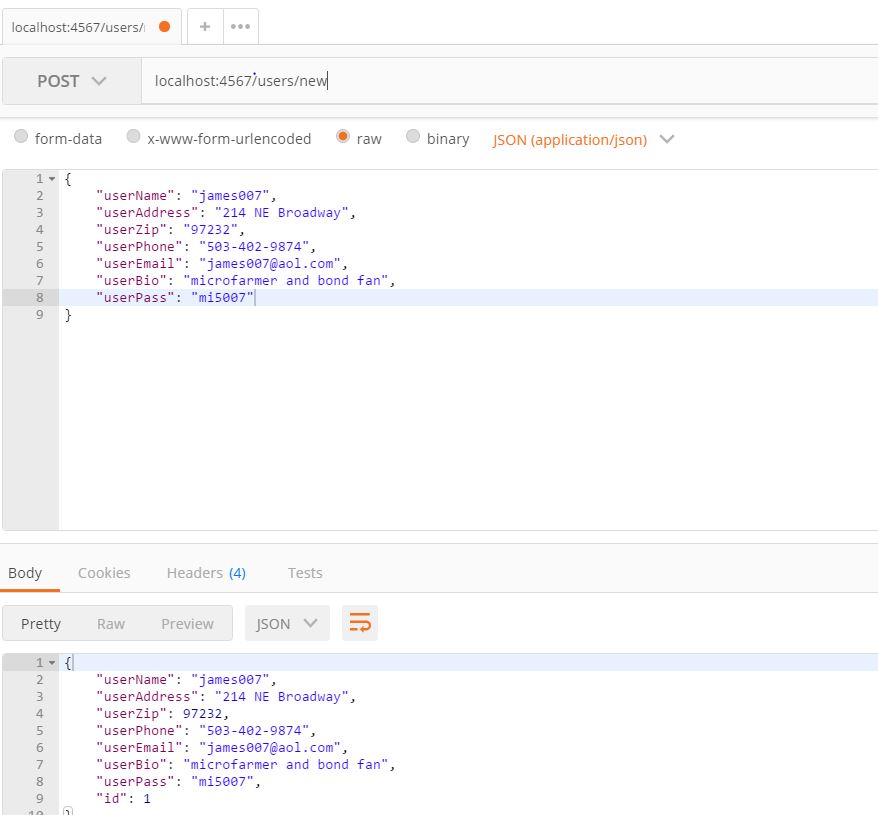 localhost:4567/users/
POST localhost:4567/users/new
form-data x-www-form-urlencoded raw binary JSON (application/json)
1 {
2 "userName": "james007",
3 "userAddress": "214 NE Broadway",
4 "userZip": "97232",
5 "userPhone": "503-402-9874",
6 "userEmail": "james007@aol.com",
7 "userBio": "microfarmer and bond fan",
8 "userPass": "mi5007"
9 }
Body Cookies Headers (4) Tests
Pretty Raw Preview JSON
1 {
2 "userName": "james007",
3 "userAddress": "214 NE Broadway",
4 "userZip": 97232,
5 "userPhone": "503-402-9874",
6 "userEmail": "james007@aol.com",
7 "userBio": "microfarmer and bond fan",
8 "userPass": "mi5007",
9 "id": 1
10 }